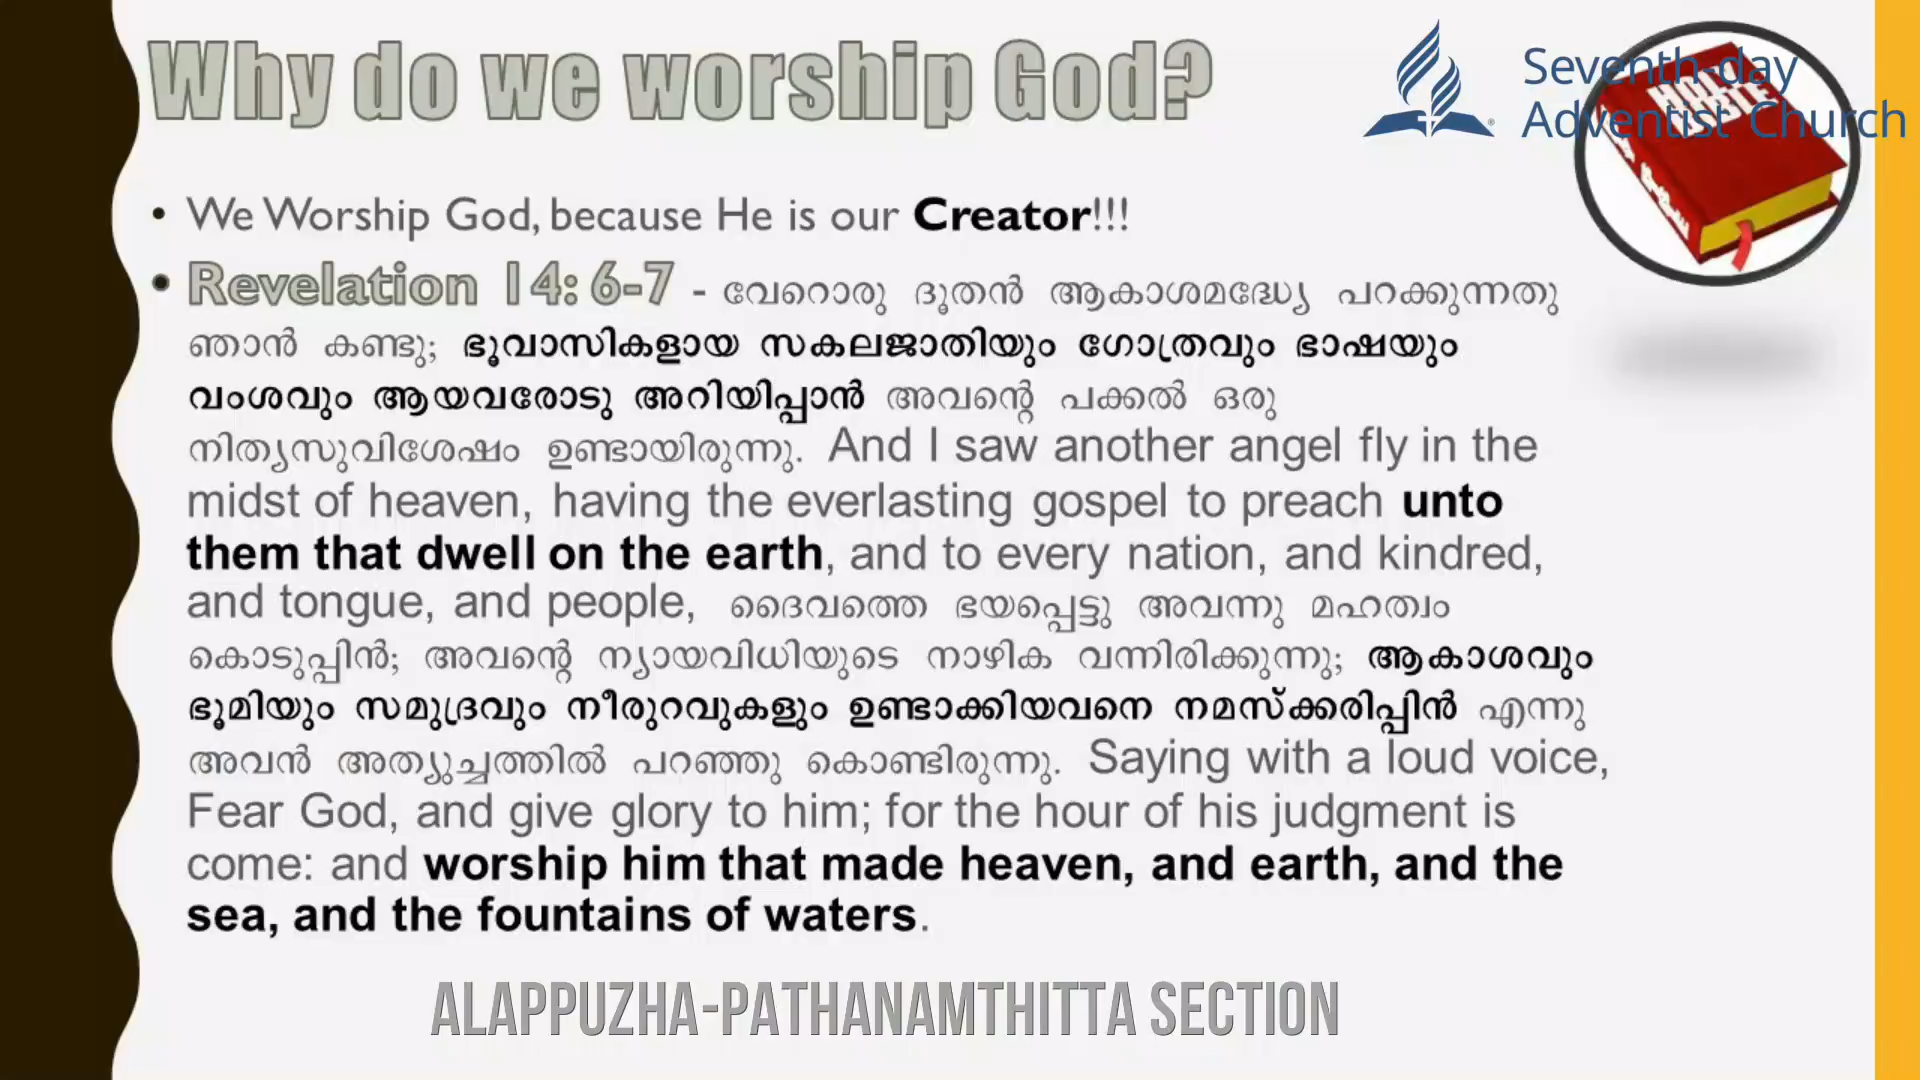 Why do we worship God?
Seventh-day
Adventist Church
HOLY
BIBLE
• We Worship God, because He is our Creator!!!
• Revelation 14: 6-7 - വേറൊരു ദൂതൻ ആകാശമദ്ധ്യേ പറക്കുന്നതു
ഞാൻ കണ്ടു; ഭൂവാസികളായ സകലജാതിയും ഗോത്രവും ഭാഷയും
വംശവും ആയവരോടു അറിയിപ്പാൻ അവന്റെ പക്കൽ ഒരു
നിത്യസുവിശേഷം ഉണ്ടായിരുന്നു. And I saw another angel fly in the
midst of heaven, having the everlasting gospel to preach unto
them that dwell on the earth, and to every nation, and kindred,
and tongue, and people, ദൈവത്തെ ഭയപ്പെട്ടു അവന്നു മഹത്വം
കൊടുപ്പിൻ; അവന്റെ ന്യായവിധിയുടെ നാഴിക വന്നിരിക്കുന്നു; ആകാശവും
ഭൂമിയും സമുദ്രവും നീരുറവുകളും ഉണ്ടാക്കിയവനെ നമസ്ക്കരിപ്പിൻ എന്നു
അവൻ അത്യുച്ചത്തിൽ പറഞ്ഞു കൊണ്ടിരുന്നു. Saying with a loud voice,
Fear God, and give glory to him; for the hour of his judgment is
come: and worship him that made heaven, and earth, and the
sea, and the fountains of waters.
ALAPPUZHA-PATHANAMTHITTA SECTION